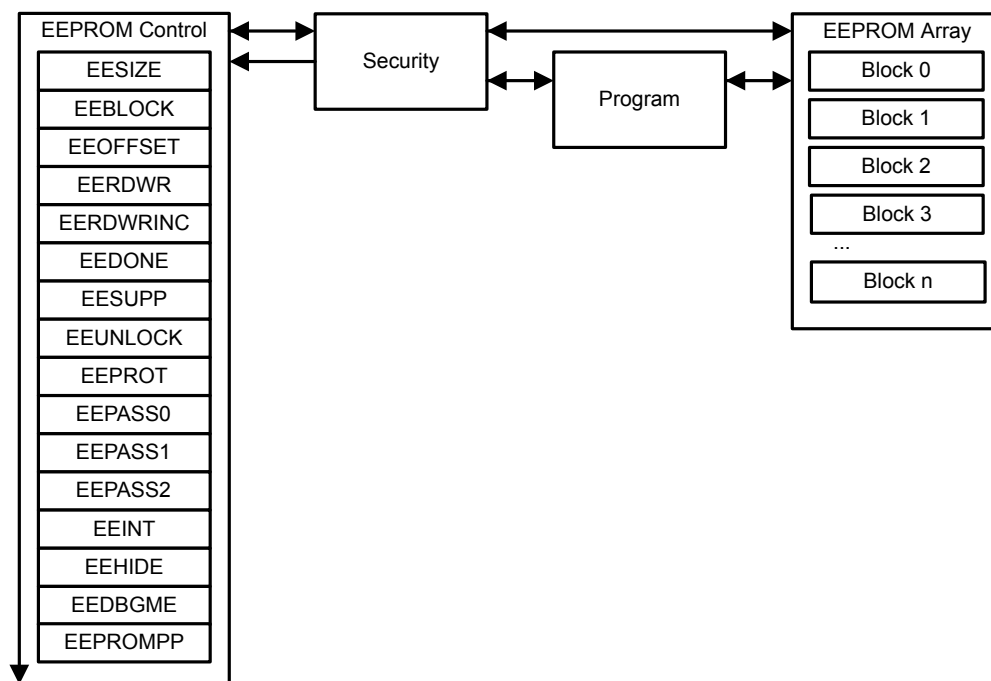 EEPROM Control
EESIZE
EEBLOCK
EEOFFSET
EERDWR
EERDWRINC
EEDONE
EESUPP
EEUNLOCK
EEPROT
EEPASS0
EEPASS1
EEPASS2
EEINT
EEHIDE
EEDBGME
EEPROMPP
Security
Program
EEPROM Array
Block 0
Block 1
Block 2
Block 3
...
Block n